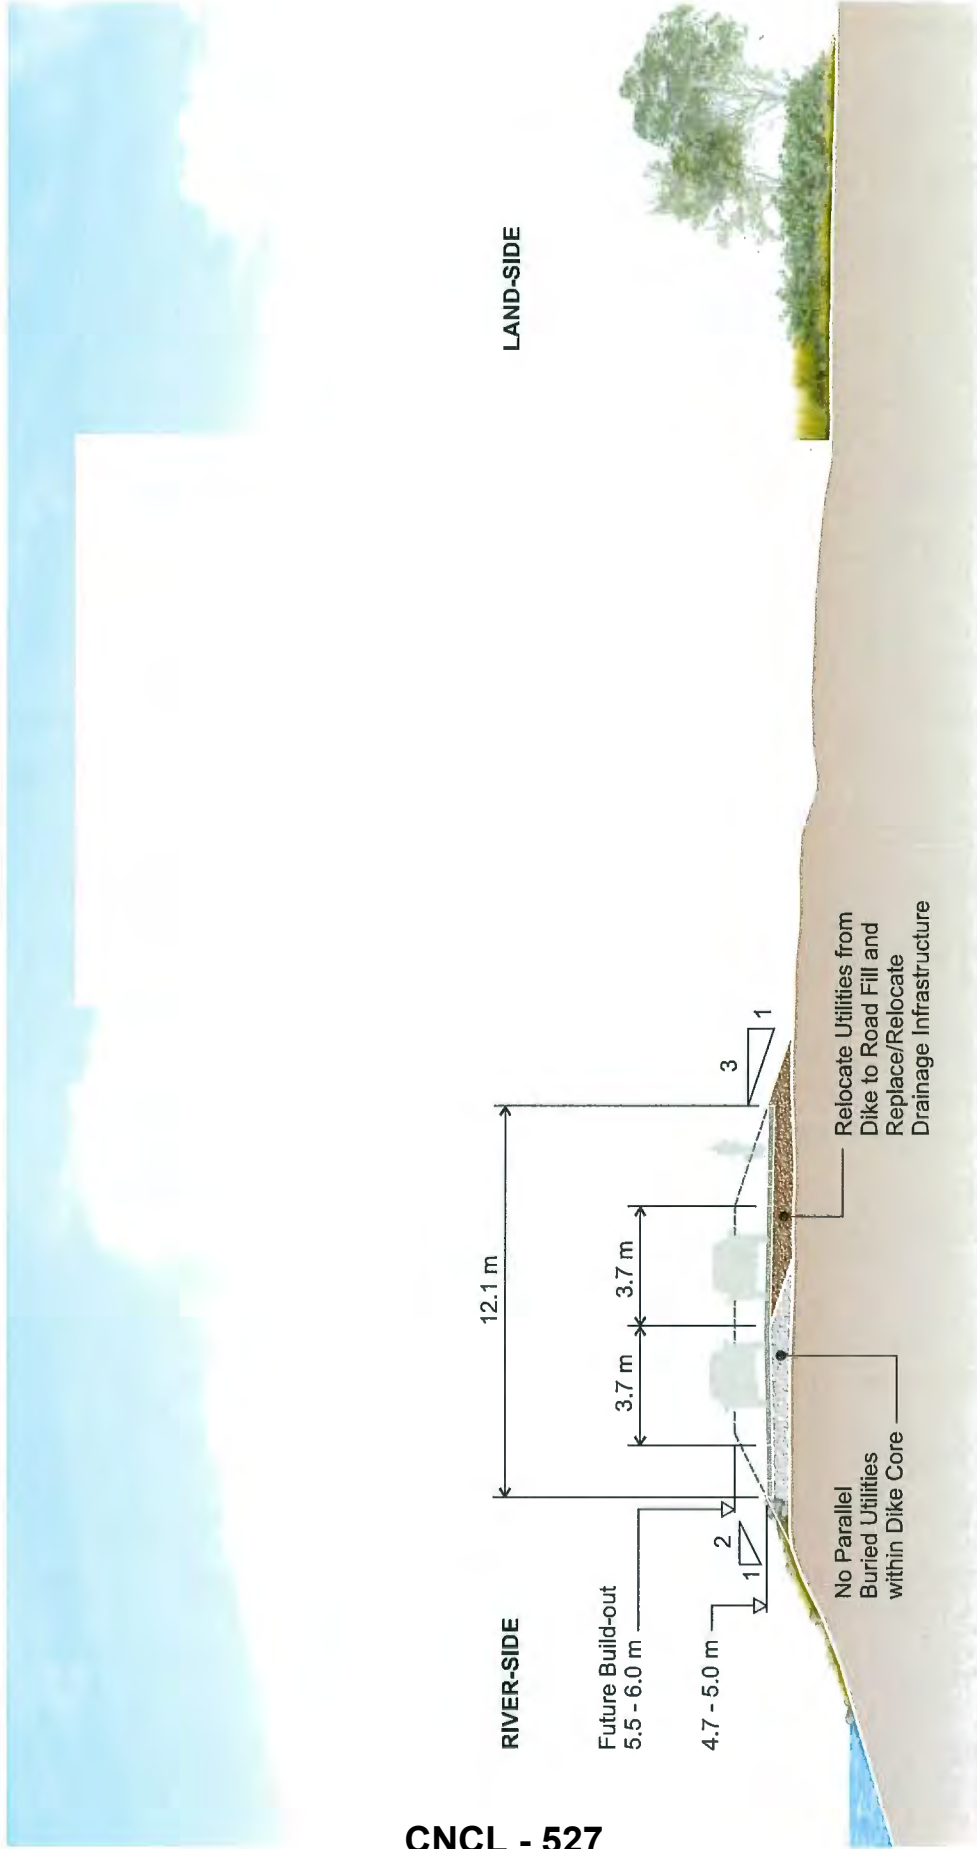 RIVER-SIDE
LAND-SIDE
12.1 m
Future Build-out
5.5 - 6.0 m
3.7 m
3.7 m
4.7 - 5.0 m
2
1
3
1
No Parallel
Buried Utilities
within Dike Core
Relocate Utilities from
Dike to Road Fill and
Replace/Relocate
Drainage Infrastructure
CNCL - 527